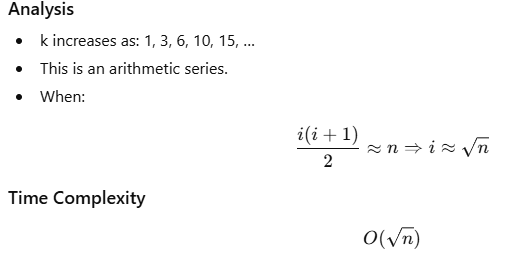 Analysis
• k increases as: 1, 3, 6, 10, 15, ...
• This is an arithmetic series.
• When:
i(i + 1)/2 ≈ n ⇒ i ≈ √n
Time Complexity
O(√n)